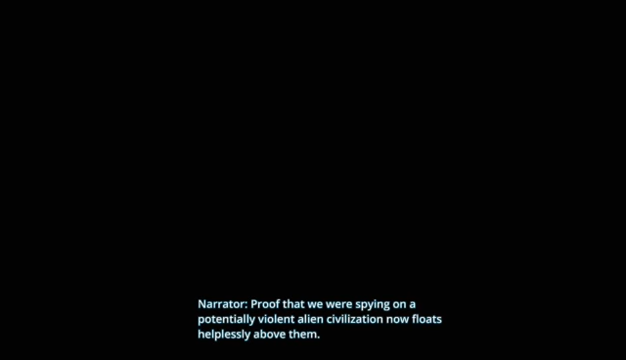 Narrator: Proof that we were spying on a
potentially violent alien civilization now floats
helplessly above them.